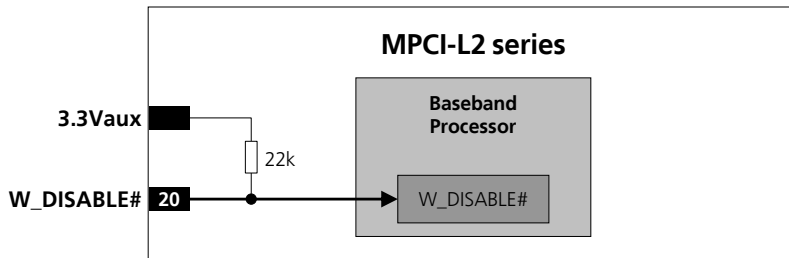 MPCI-L2 series
Baseband
Processor
3.3Vaux
22k
W_DISABLE# 20 W_DISABLE#